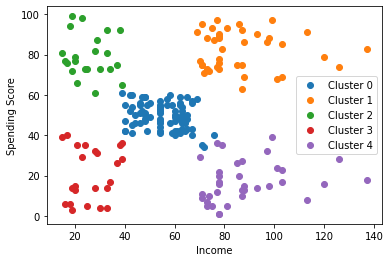 100
80
60
40
20
0
Spending Score
Cluster 0
Cluster 1
Cluster 2
Cluster 3
Cluster 4
20 40 60 80 100 120 140
Income